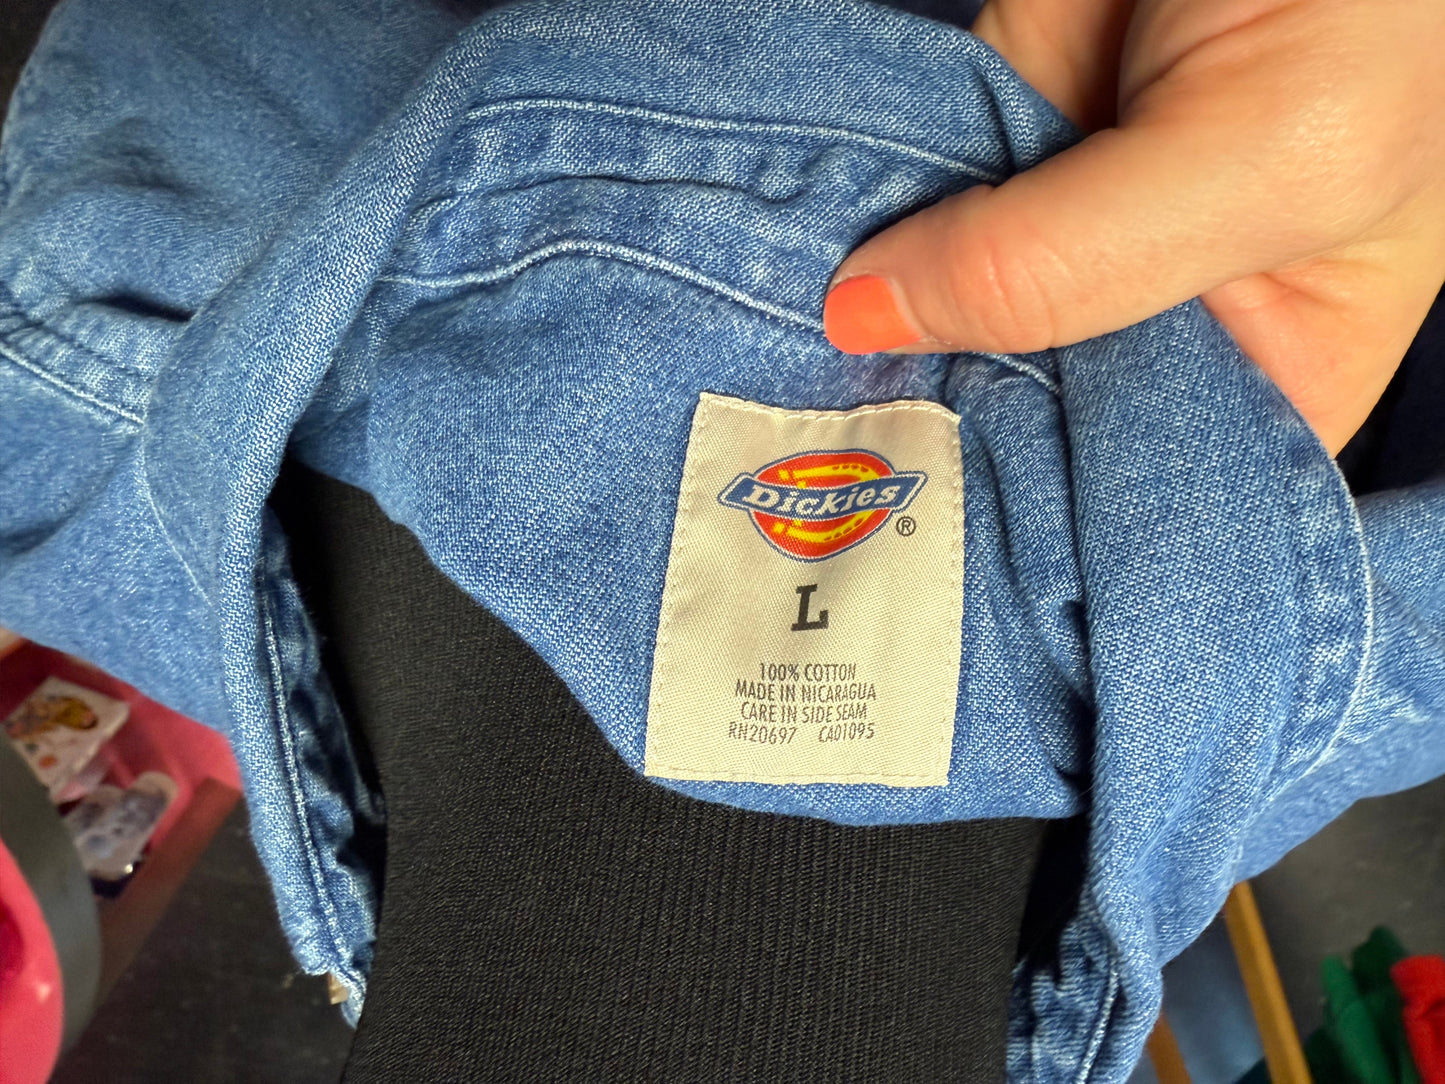 Dickies®
L
100% COTTON
MADE IN NICARAGUA
CARE IN SIDE SEAM
RN20697 CA01095